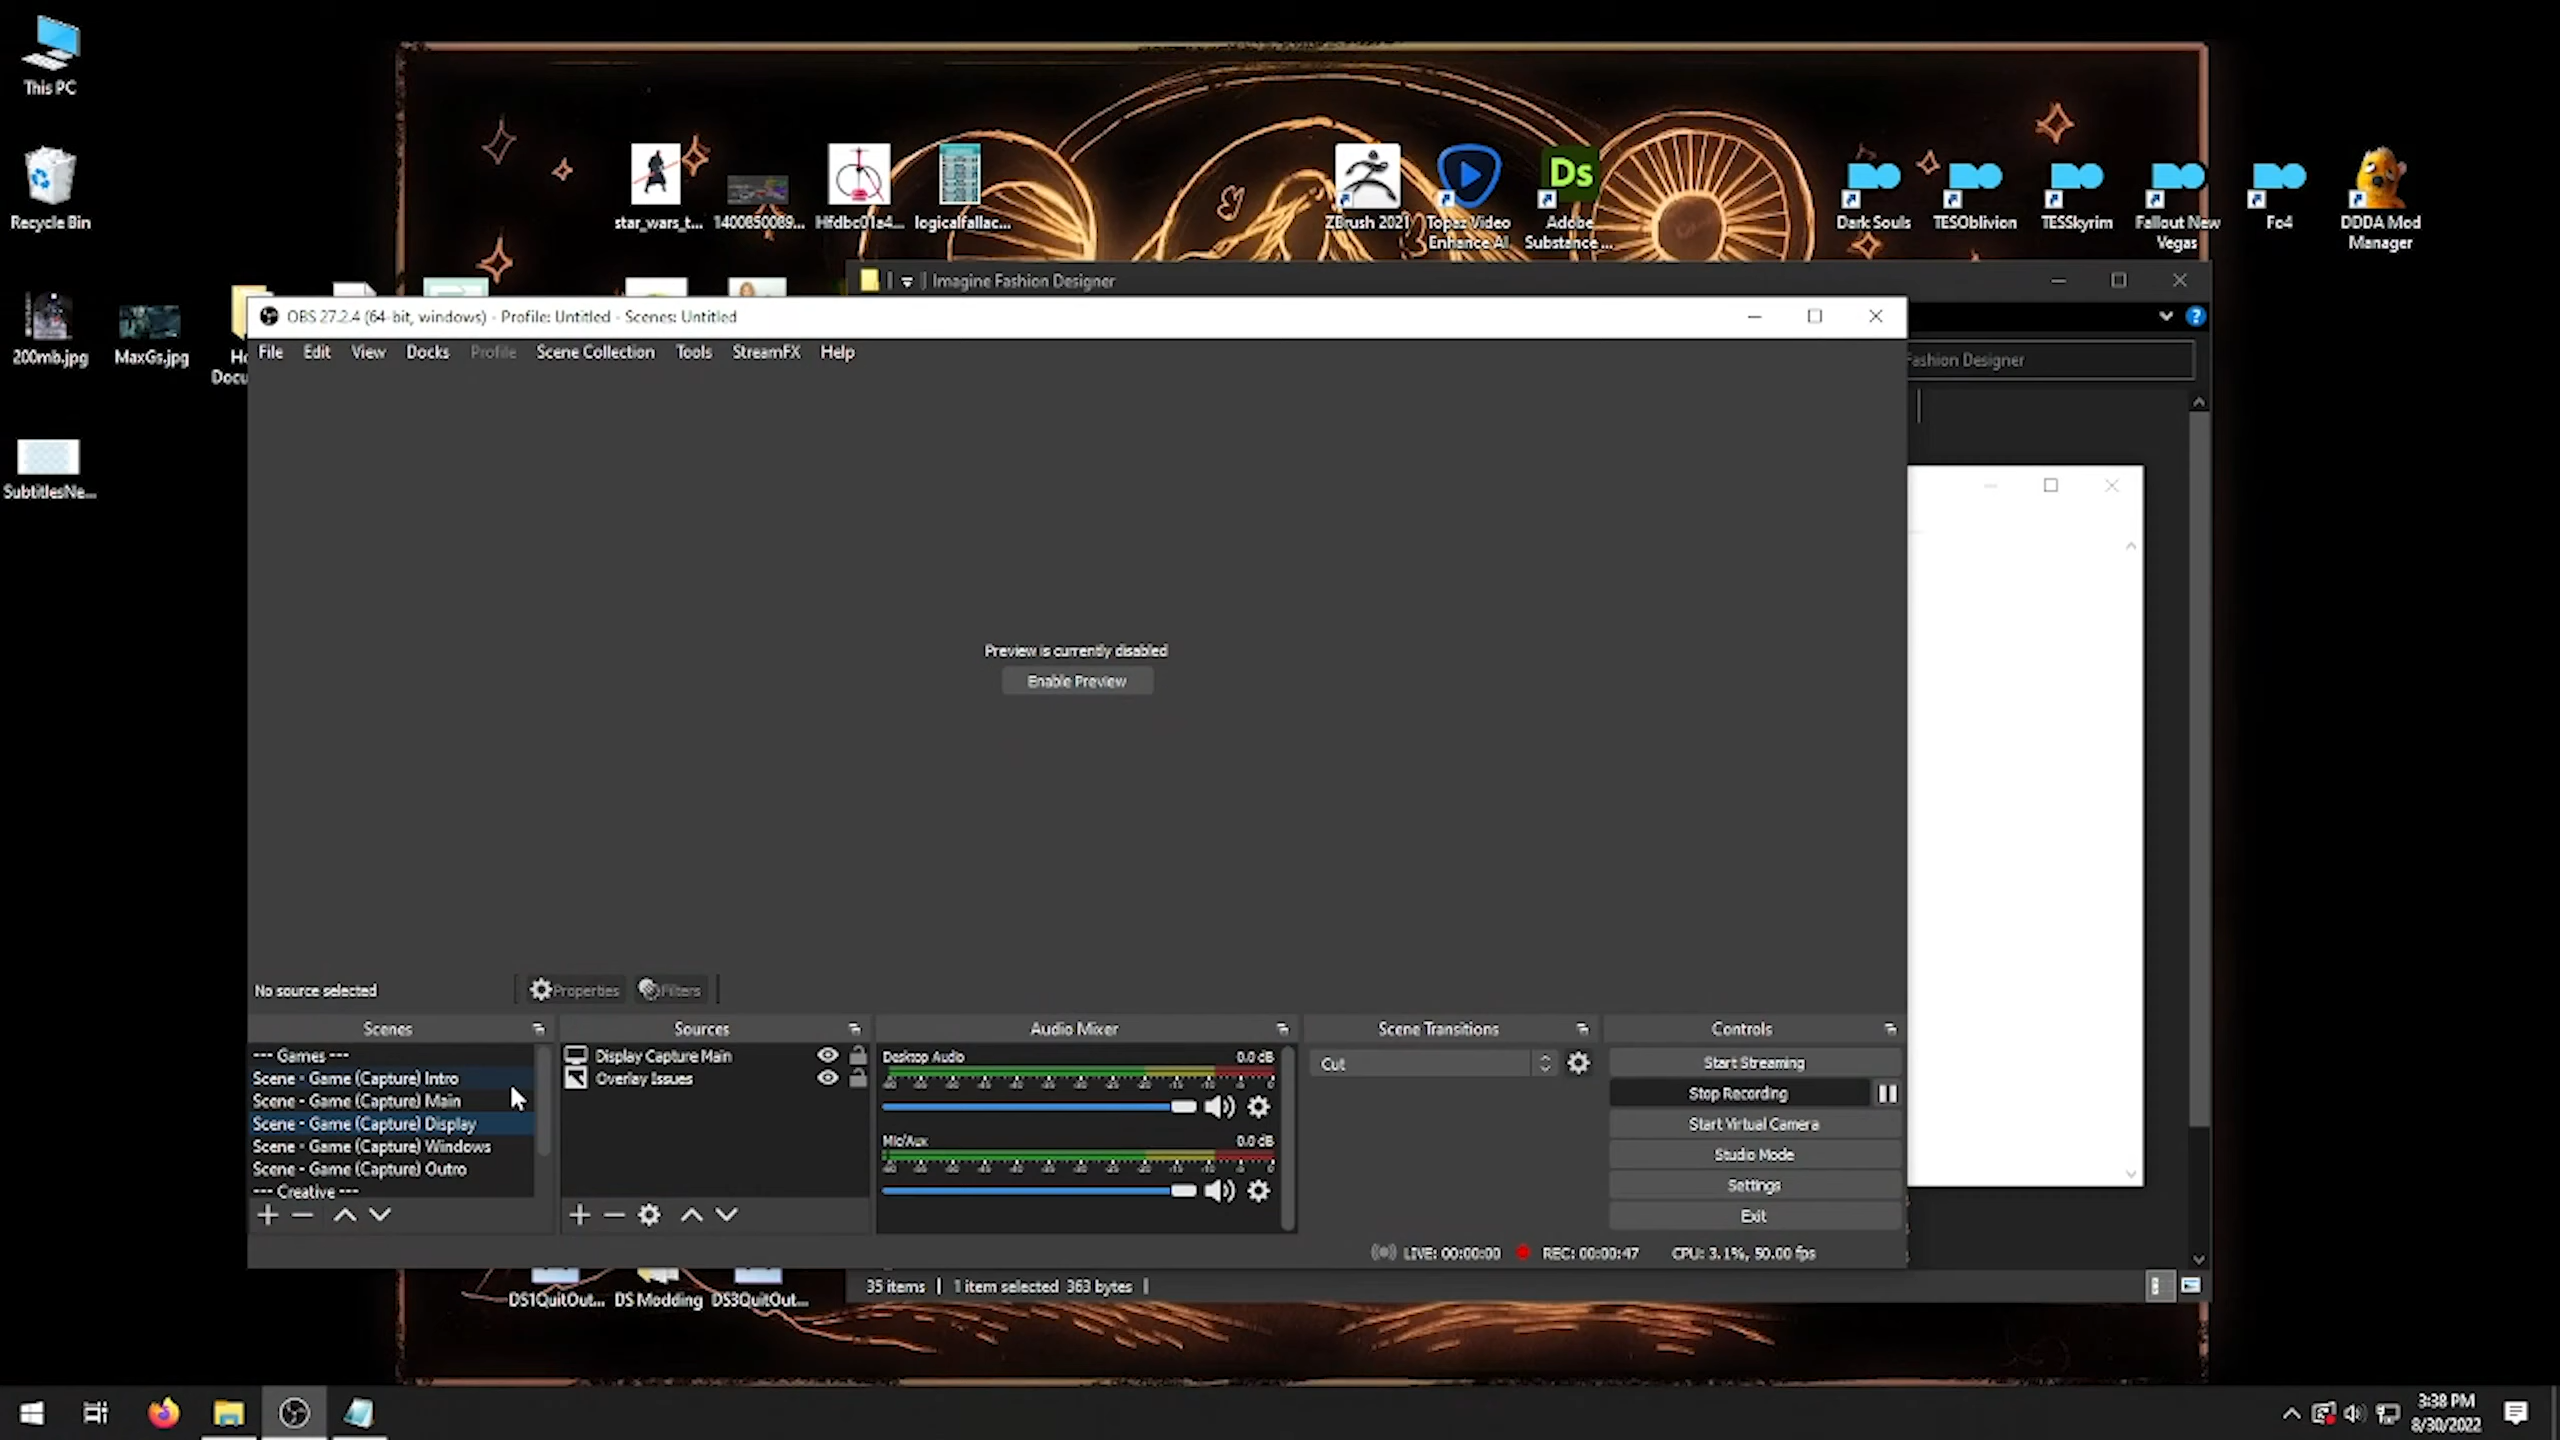 This PC
Recycle Bin
star_wars_t...
1400850089...
Hfdbc01a4...
logicalfallac...
ZBrush 2021
Topaz Video
Enhance AI
Ds
Adobe
Substance ...
Dark Souls
TESOblivion
TESSkyrim
Fallout New
Vegas
Fo4
DDDA Mod
Manager
Imagine Fashion Designer
200mb.jpg
MaxGs.jpg
Ho
Docu
SubtitlesNe...
OBS 27.2.4 (64-bit, windows) - Profile: Untitled - Scenes: Untitled
File Edit View Docks Profile Scene Collection Tools StreamFX Help
Fashion Designer
Preview is currently disabled
Enable Preview
No source selected
Properties
Filters
Scenes
--- Games ---
Scene - Game (Capture) Intro
Scene - Game (Capture) Main
Scene - Game (Capture) Display
Scene - Game (Capture) Windows
Scene - Game (Capture) Outro
--- Creative ---
Sources
Display Capture Main
Overlay Issues
Audio Mixer
Desktop Audio 0.0 dB
Mic/Aux 0.0 dB
Scene Transitions
Cut
Controls
Start Streaming
Stop Recording
Start Virtual Camera
Studio Mode
Settings
Exit
LIVE: 00:00:00 REC: 00:00:47 CPU: 3.1%, 50.00 fps
DS1QuitOut...
DS Modding
DS3QuitOut...
35 items 1 item selected 363 bytes
3:38 PM
8/30/2022